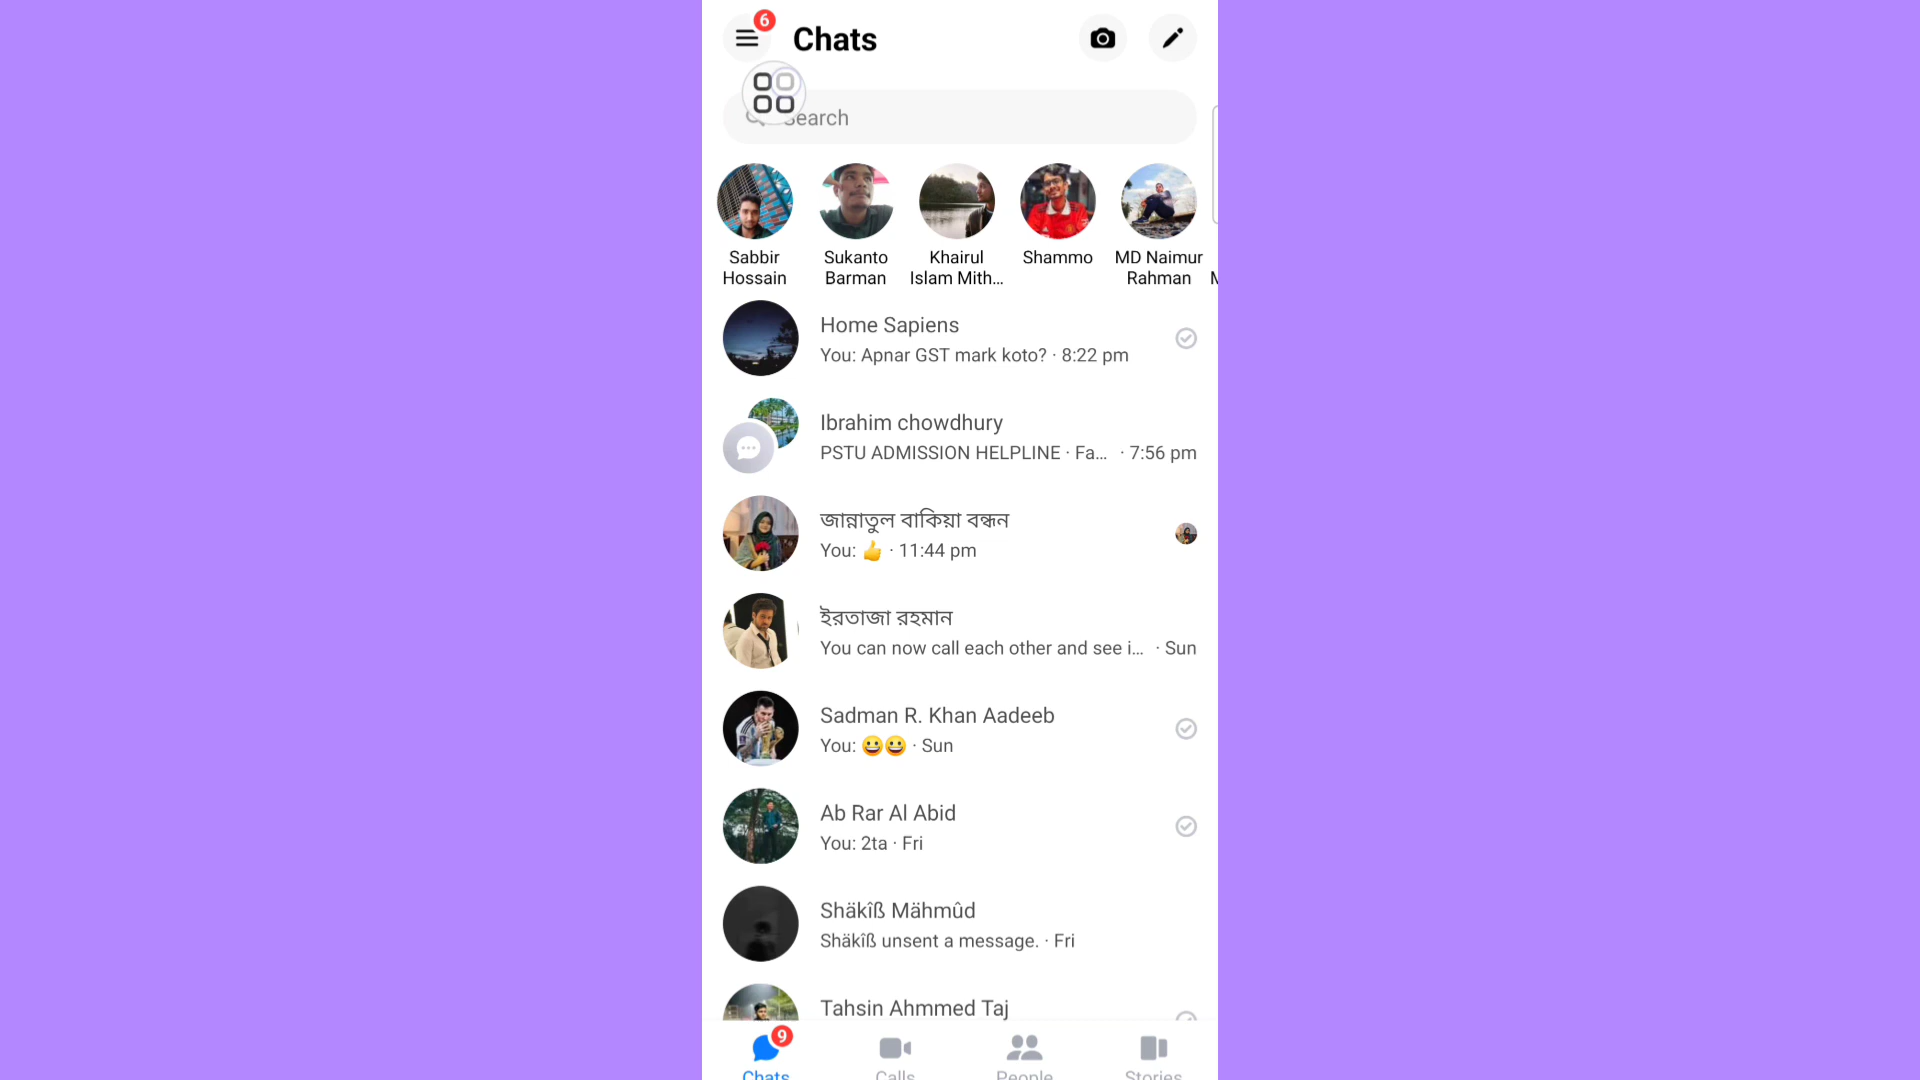 6
Chats
Search
Sabbir
Hossain
Sukanto
Barman
Khairul
Islam Mith...
Shammo
MD Naimur
Rahman
Home Sapiens
You: Apnar GST mark koto? · 8:22 pm
Ibrahim chowdhury
PSTU ADMISSION HELPLINE · Fa... · 7:56 pm
জান্নাতুল বাকিয়া বন্ধন
You: 👍 · 11:44 pm
ইরতাজা রহমান
You can now call each other and see i... · Sun
Sadman R. Khan Aadeeb
You: 😀😀 · Sun
Ab Rar Al Abid
You: 2ta · Fri
Shäkîß Mähmûd
Shäkîß unsent a message. · Fri
Tahsin Ahmmed Taj
9
Chats
Calls
People
Stories